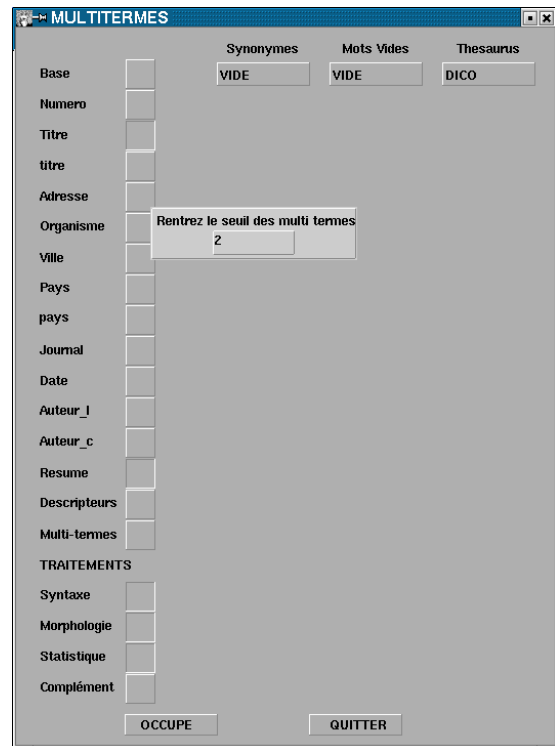 MULTITERMES
Synonymes Mots Vides Thesaurus
Base VIDE VIDE DICO
Numero
Titre
titre
Adresse
Organisme Rentrez le seuil des multi termes
2
Ville
Pays
pays
Journal
Date
Auteur_l
Auteur_c
Resume
Descripteurs
Multi-termes
TRAITEMENTS
Syntaxe
Morphologie
Statistique
Complément
OCCUPE QUITTER